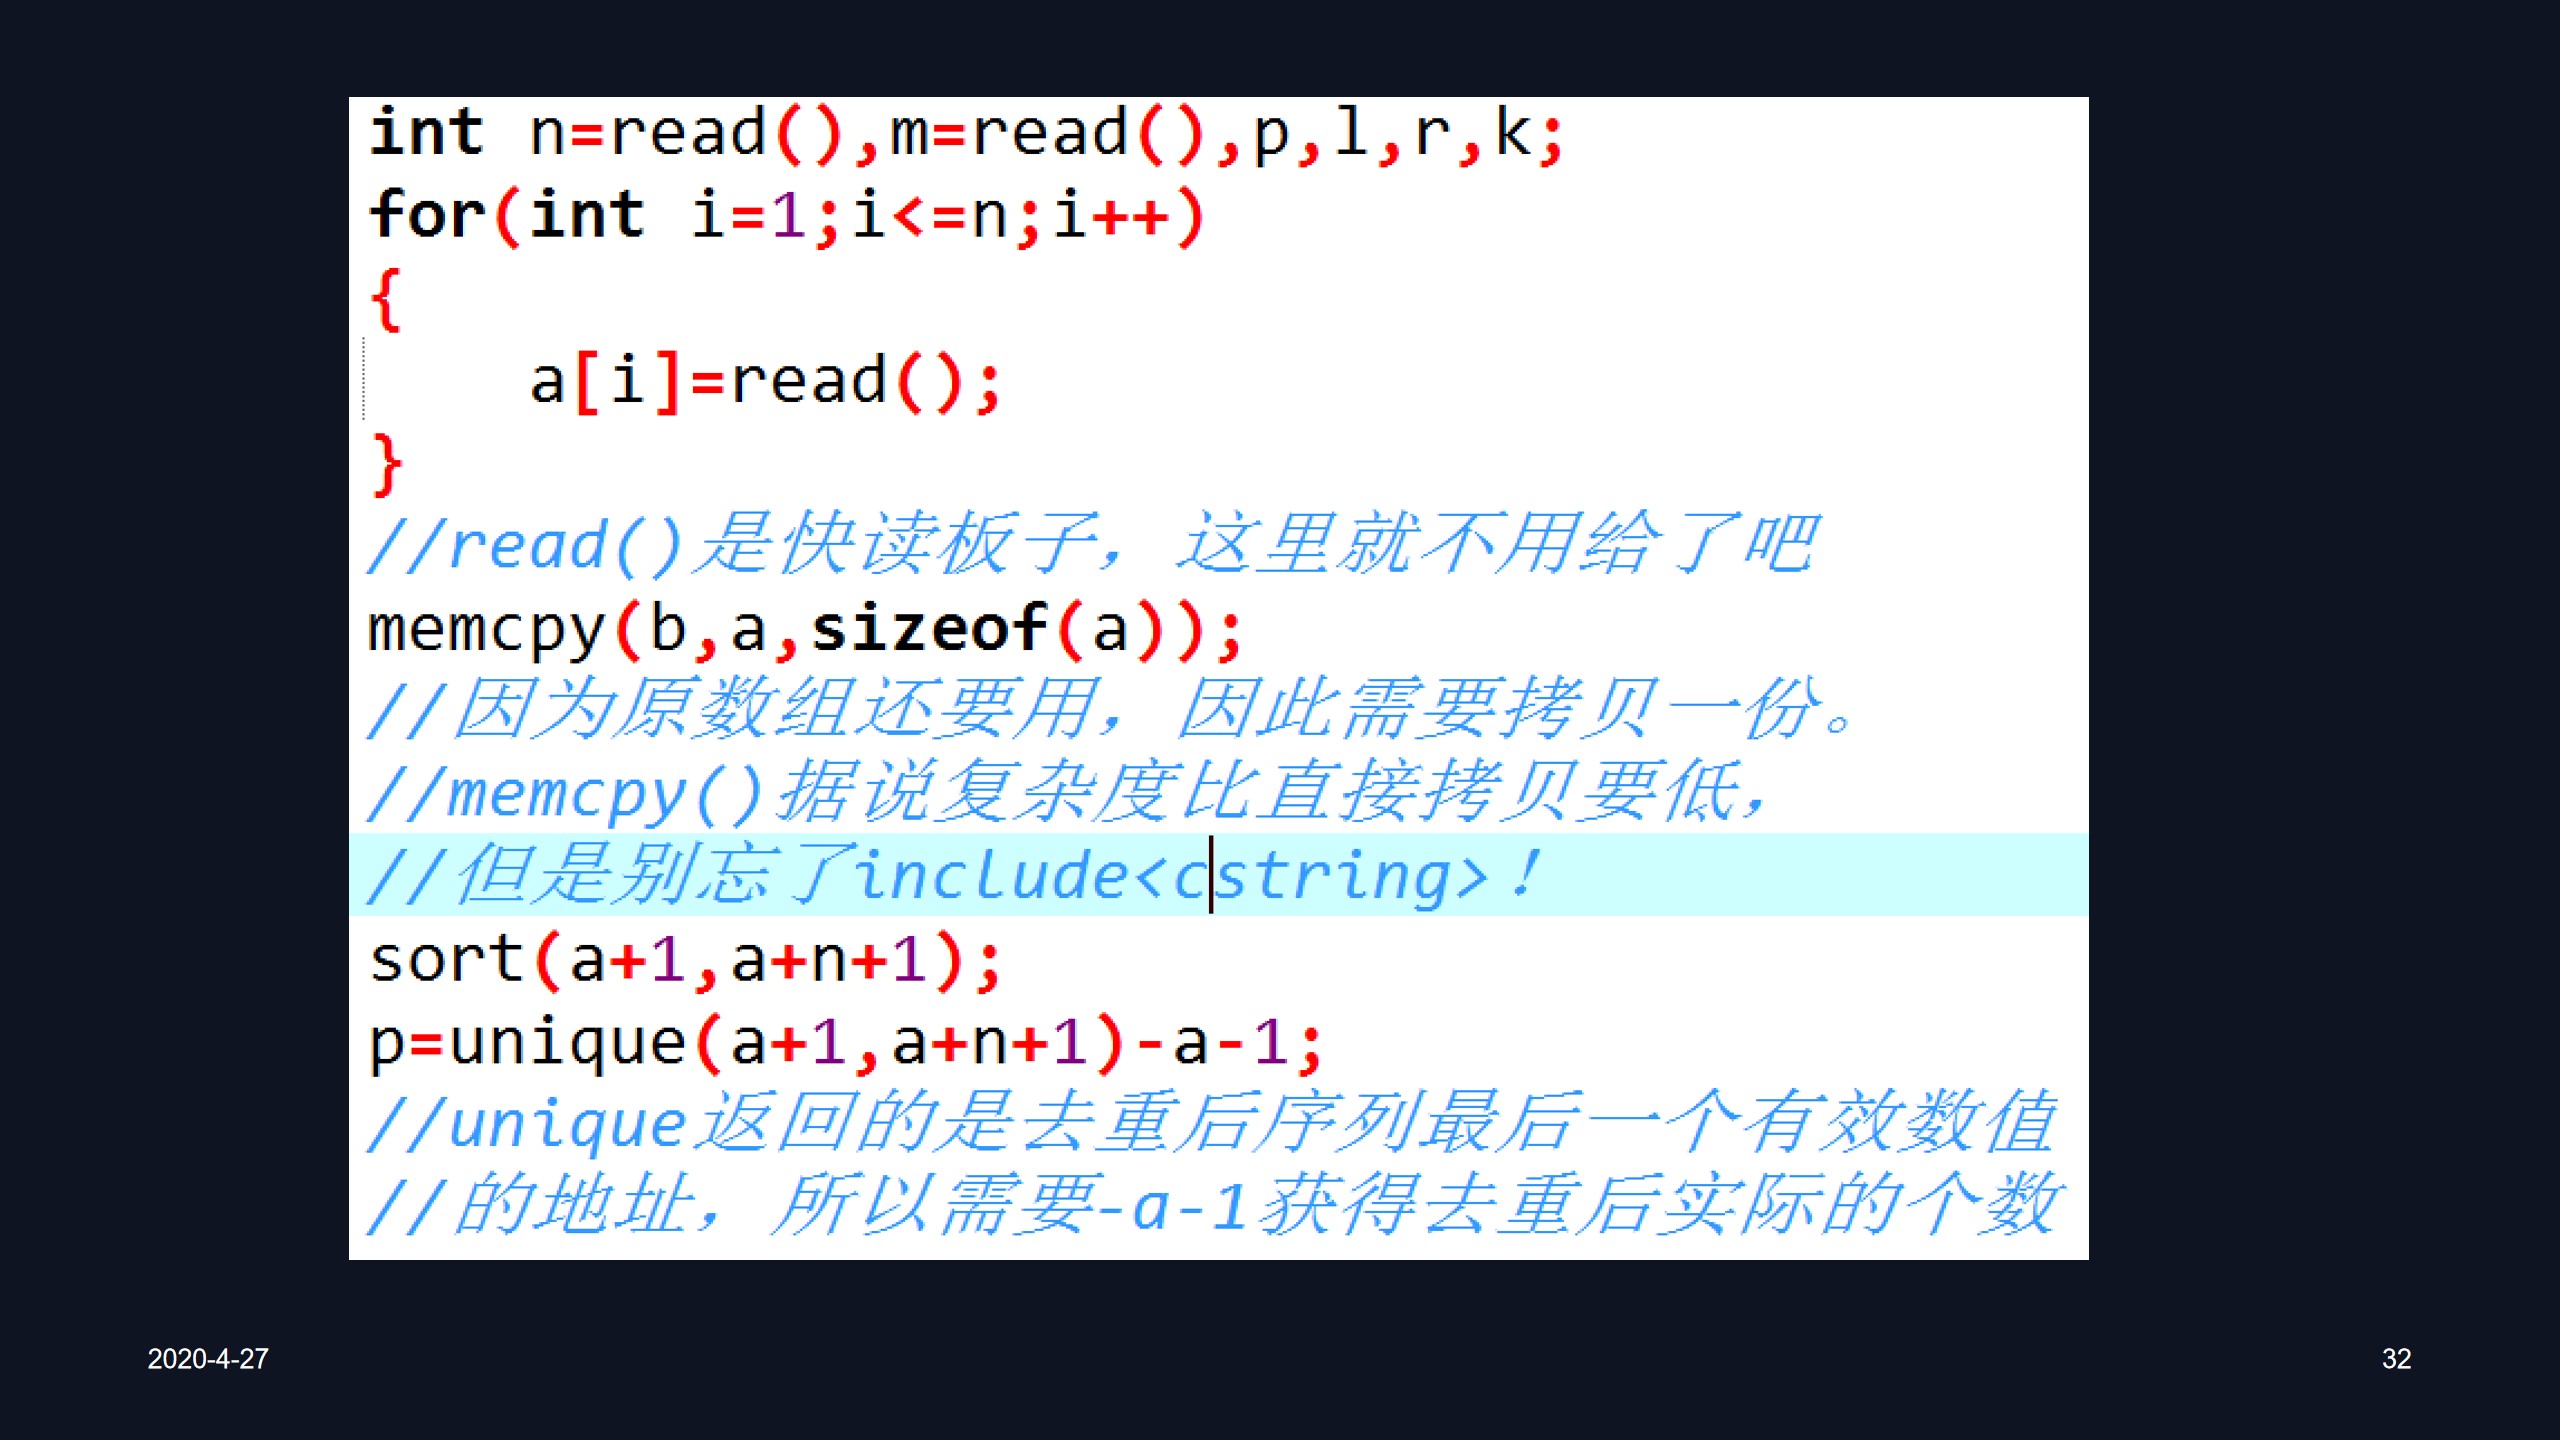 int n=read(),m=read(),p,l,r,k;
for(int i=1;i<=n;i++)
{
    a[i]=read();
}
//read()是快读板子，这里就不用给了吧
memcpy(b,a,sizeof(a));
//因为原数组还要用，因此需要拷贝一份。
//memcpy()据说复杂度比直接拷贝要低，
//但是别忘了include<cstring>！
sort(a+1,a+n+1);
p=unique(a+1,a+n+1)-a-1;
//unique返回的是去重后序列最后一个有效数值
//的地址，所以需要-a-1获得去重后实际的个数
2020-4-27
32